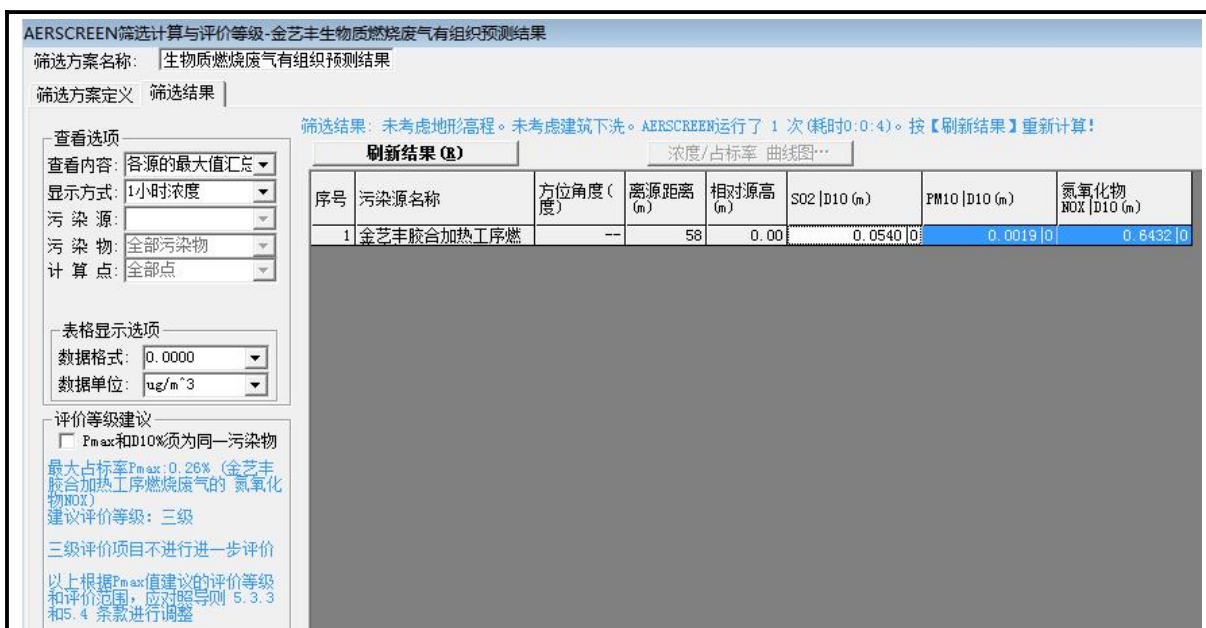 AERSCREEN筛选计算与评价等级-金艺丰生物质燃烧废气有组织预测结果
筛选方案名称: 生物质燃烧废气有组织预测结果
筛选方案定义 筛选结果
筛选结果: 未考虑地形高程。未考虑建筑下洗。AERSCREEN运行了 1 次(耗时0:0:4)。按【刷新结果】重新计算!
刷新结果(R) 浓度/占标率 曲线图…
查看选项
查看内容: 各源的最大值汇总
显示方式: 1小时浓度
污 染 源:
污 染 物: 全部污染物
计 算 点: 全部点
序号 污染源名称 方位角度(度) 离源距离(m) 相对源高(m) SO2|D10(m) PM10|D10(m) 氮氧化物NOX|D10(m)
1 金艺丰胶合加热工序燃 -- 58 0.00 0.0540|0 0.0019|0 0.6432|0
表格显示选项
数据格式: 0.0000
数据单位: ug/m^3
评价等级建议
Pmax和D10%须为同一污染物
最大占标率Pmax:0.26% (金艺丰
胶合加热工序燃烧废气的 氮氧化
物NOX)
建议评价等级: 三级
三级评价项目不进行进一步评价
以上根据Pmax值建议的评价等级
和评价范围, 应对照导则 5.3.3
和5.4 条款进行调整